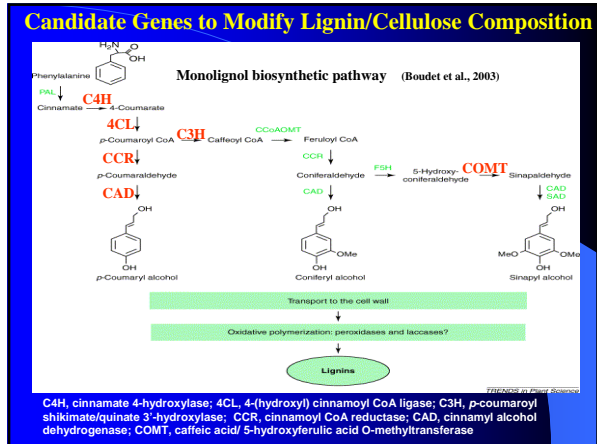 Candidate Genes to Modify Lignin/Cellulose Composition
H₂N
O
OH
Phenylalanine
Monolignol biosynthetic pathway (Boudet et al., 2003)
PAL
C4H
Cinnamate
4-Coumarate
4CL
p-Coumaroyl CoA
C3H
Caffeoyl CoA
CCoAOMT
Feruloyl CoA
CCR
CCR
p-Coumaraldehyde
Coniferaldehyde
F5H
5-Hydroxy-
coniferaldehyde
COMT
Sinapaldehyde
CAD
CAD
CAD
SAD
OH
OH
OH
OMe
MeO
OMe
OH
OH
OH
p-Coumaryl alcohol
Coniferyl alcohol
Sinapyl alcohol
Transport to the cell wall
Oxidative polymerization: peroxidases and laccases?
Lignins
TRENDS in Plant Science
C4H, cinnamate 4-hydroxylase; 4CL, 4-(hydroxyl) cinnamoyl CoA ligase; C3H, p-coumaroyl
shikimate/quinate 3'-hydroxylase; CCR, cinnamoyl CoA reductase; CAD, cinnamyl alcohol
dehydrogenase; COMT, caffeic acid/ 5-hydroxyferulic acid O-methyltransferase